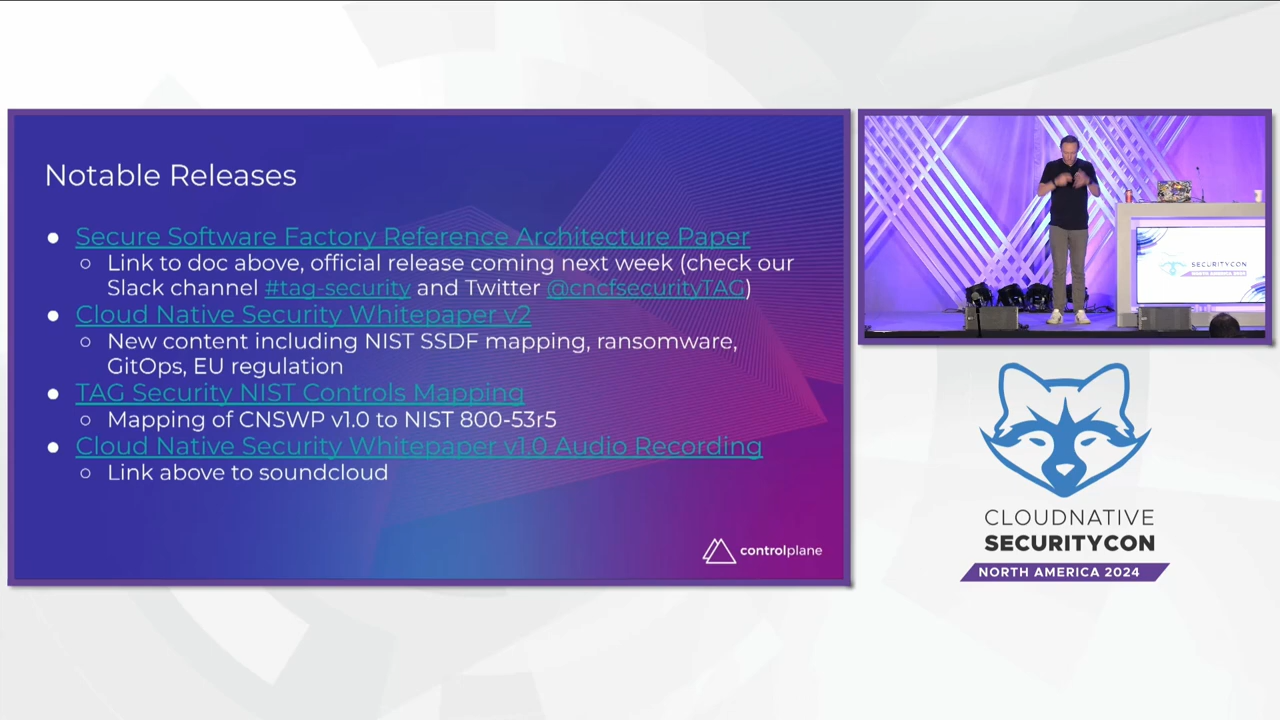 Notable Releases
● Secure Software Factory Reference Architecture Paper
○ Link to doc above, official release coming next week (check our
Slack channel #tag-security and Twitter @cncfsecurityTAG)
● Cloud Native Security Whitepaper v2
○ New content including NIST SSDF mapping, ransomware,
GitOps, EU regulation
● TAG Security NIST Controls Mapping
○ Mapping of CNSWP v1.0 to NIST 800-53r5
● Cloud Native Security Whitepaper v1.0 Audio Recording
○ Link above to soundcloud
controlplane
SECURITYCON
CLOUDNATIVE
SECURITYCON
NORTH AMERICA 2024